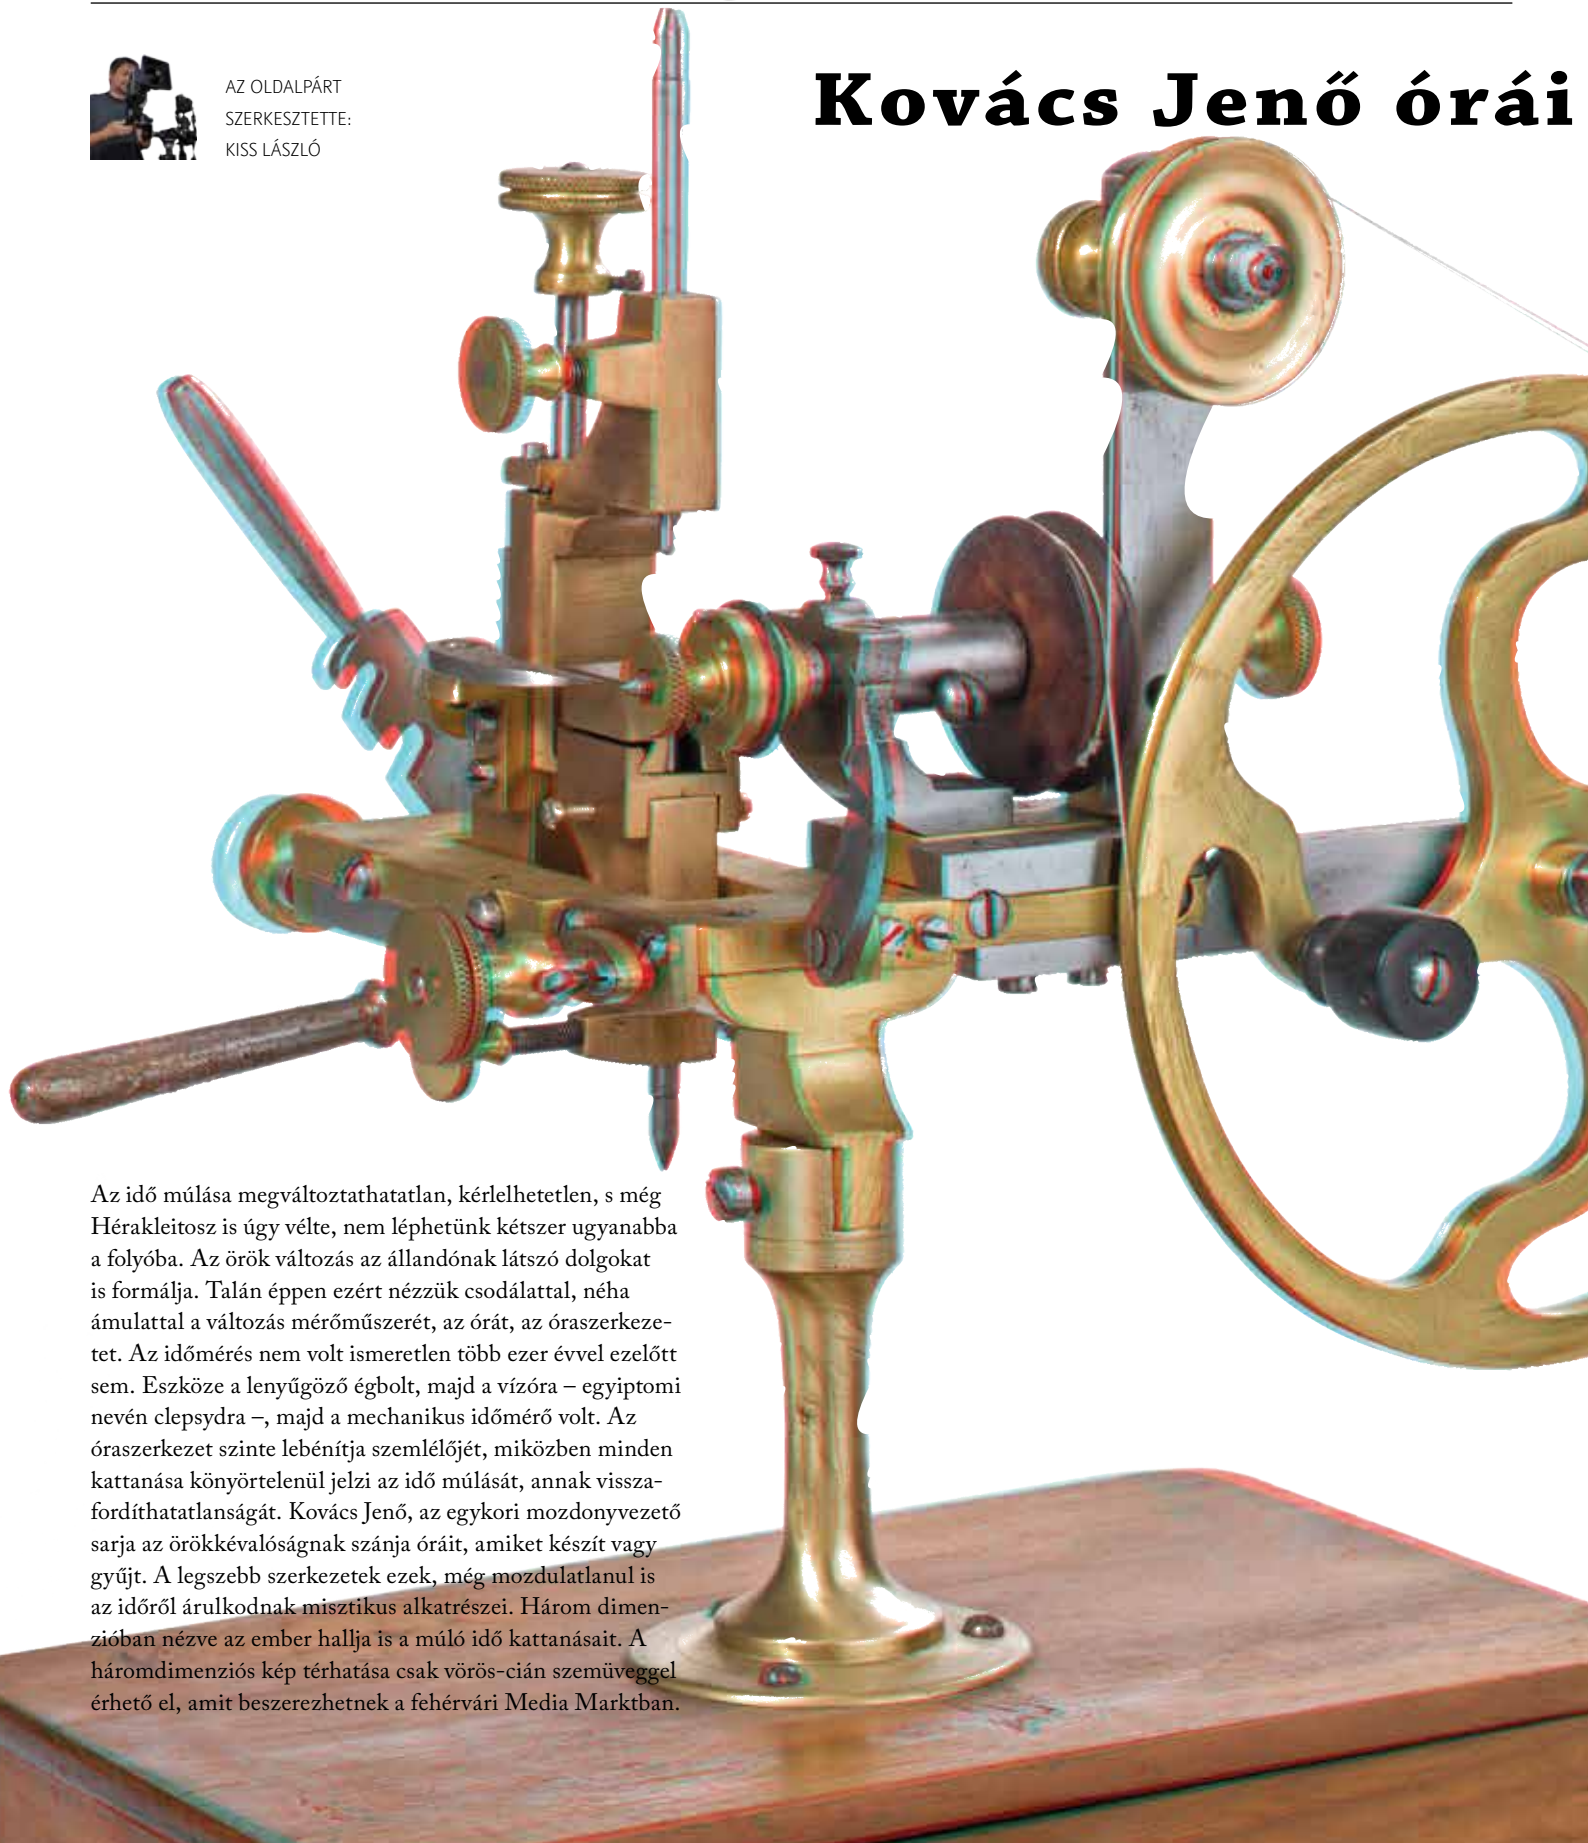 AZ OLDALPÁRT
SZERKESZTETTE:
KISS LÁSZLÓ
Kovács Jenő órái
Az idő múlása megváltoztathatatlan, kérlelhetetlen, s még
Hérakleitosz is úgy vélte, nem léphetünk kétszer ugyanabba
a folyóba. Az örök változás az állandónak látszó dolgokat
is formálja. Talán éppen ezért nézzük csodálattal, néha
ámulattal a változás mérőműszerét, az órát, az óraszerkeze-
tet. Az időmérés nem volt ismeretlen több ezer évvel ezelőtt
sem. Eszköze a lenyűgöző égbolt, majd a vízóra – egyiptomi
nevén clepsydra –, majd a mechanikus időmérő volt. Az
óraszerkezet szinte lebénítja szemlélőjét, miközben minden
kattanása könyörtelenül jelzi az idő múlását, annak vissza-
fordíthatatlanságát. Kovács Jenő, az egykori mozdonyvezető
sarja az örökkévalóságnak szánja óráit, amiket készít vagy
gyűjt. A legszebb szerkezetek ezek, még mozdulatlanul is
az időről árulkodnak misztikus alkatrészei. Három dimen-
zióban nézve az ember hallja is a múló idő kattanásait. A
háromdimenziós kép térhatása csak vörös-cián szemüveggel
érhető el, amit beszerezhetnek a fehérvári Media Marktban.